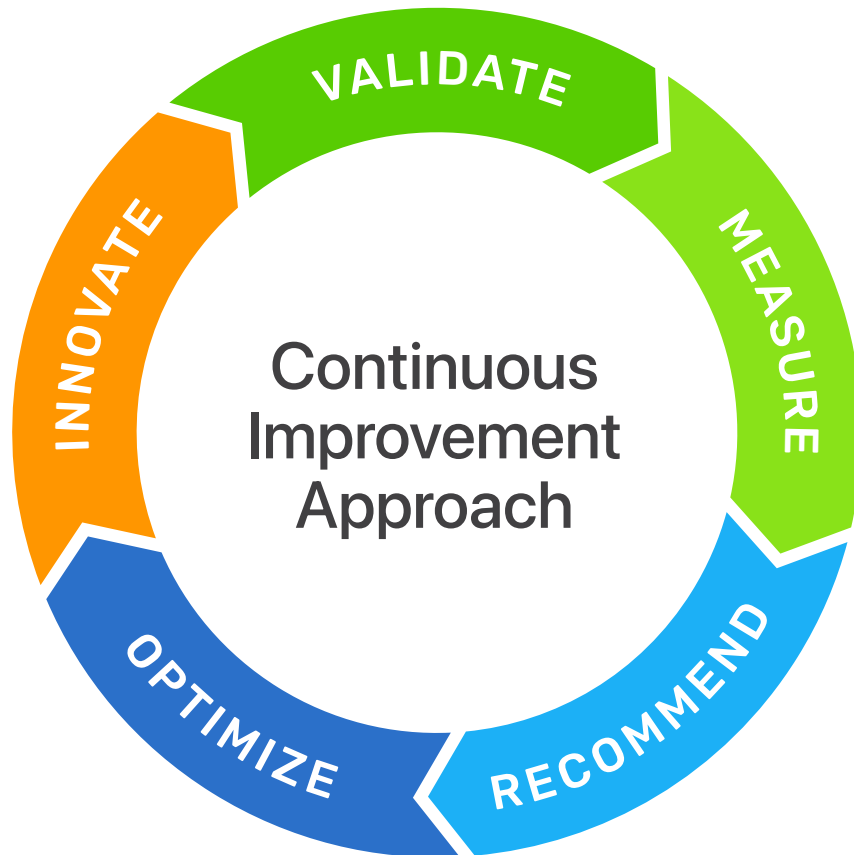 VALIDATE
MEASURE
RECOMMEND
OPTIMIZE
INNOVATE
Continuous
Improvement
Approach